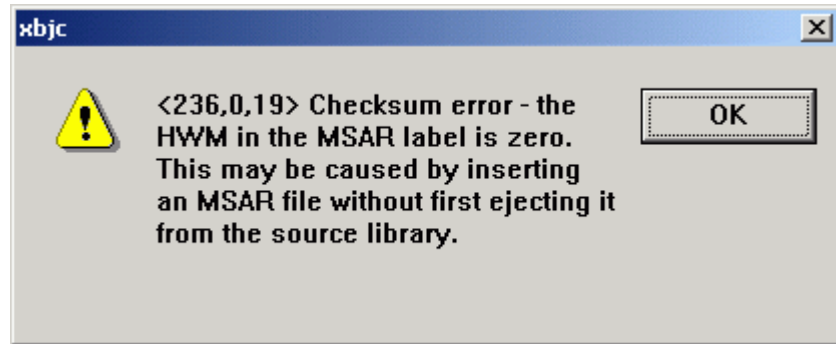 xbjc
<236,0,19> Checksum error - the
HWM in the MSAR label is zero.
This may be caused by inserting
an MSAR file without first ejecting it
from the source library.
OK